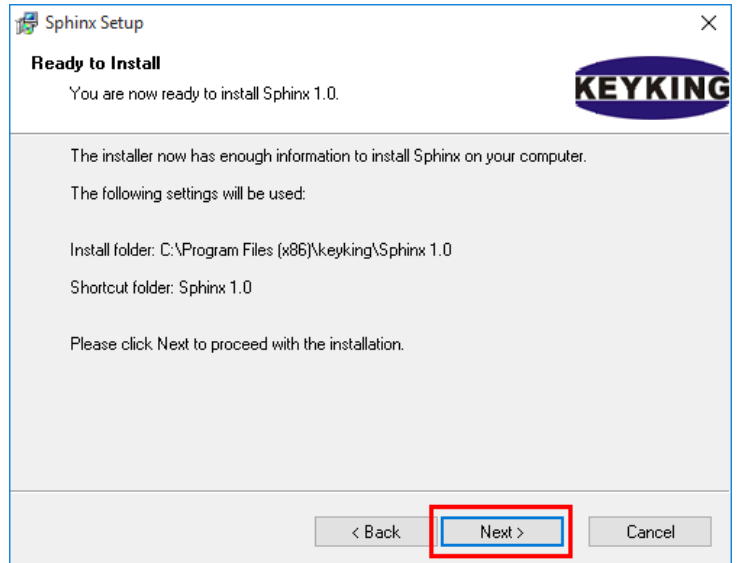 Sphinx Setup
Ready to Install
You are now ready to install Sphinx 1.0.
KEYKING
The installer now has enough information to install Sphinx on your computer.
The following settings will be used:
Install folder: C:\Program Files (x86)\keyking\Sphinx 1.0
Shortcut folder: Sphinx 1.0
Please click Next to proceed with the installation.
< Back Next > Cancel